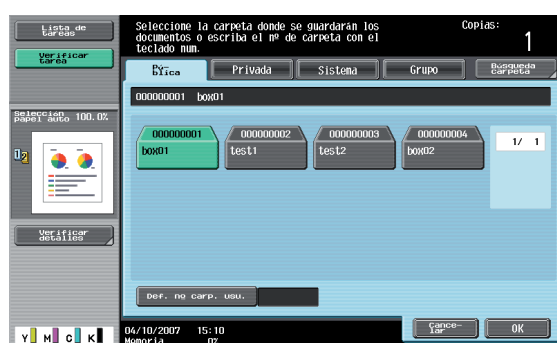 Lista de
tareas
Verificar
tarea
Selección
papel auto 100.0%
Verificar
detalles
Y M C K
Seleccione la carpeta donde se guardarán los
documentos o escriba el nº de carpeta con el
teclado num.
Copias:
1
Pú-
blica
Privada
Sistema
Grupo
Búsqueda
carpeta
000000001 box01
000000001
box01
000000002
test1
000000003
test2
000000004
box02
1/ 1
Def. nº carp. usu.
04/10/2007 15:10
Memoria 0%
Cance-
lar
OK